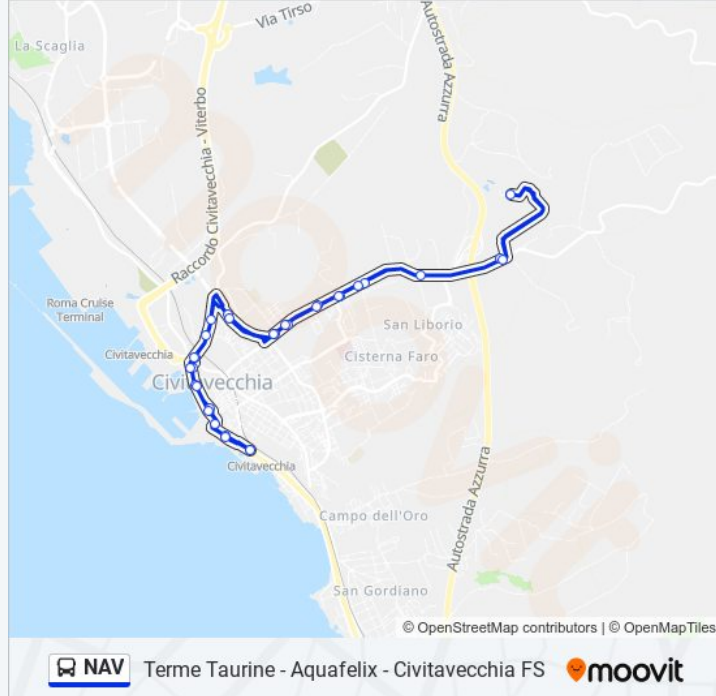 Via Tirso
La Scaglia
Autostrada Azzurra
Raccordo Civitavecchia - Viterbo
Roma Cruise
Terminal
San Liborio
Civitavecchia
Cisterna Faro
Civitavecchia
Civitavecchia
Autostrada Azzurra
Campo dell'Oro
San Gordiano
© OpenStreetMap contributors | © OpenMapTiles
NAV Terme Taurine - Aquafelix - Civitavecchia FS moovit